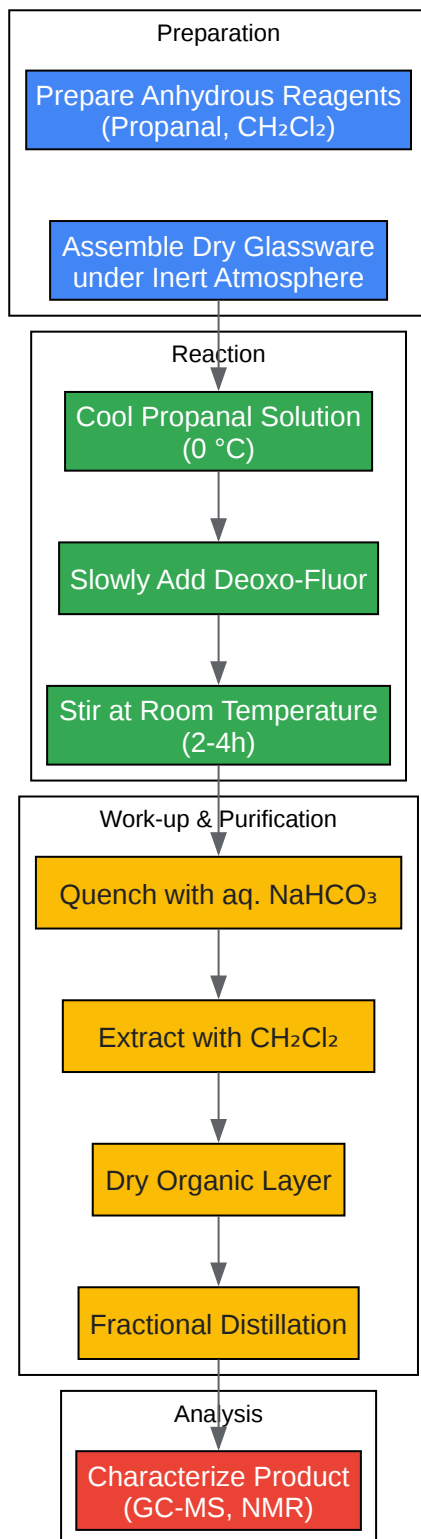 Preparation
Prepare Anhydrous Reagents
(Propanal, CH₂Cl₂)
Assemble Dry Glassware
under Inert Atmosphere
Reaction
Cool Propanal Solution
(0 °C)
Slowly Add Deoxo-Fluor
Stir at Room Temperature
(2-4h)
Work-up & Purification
Quench with aq. NaHCO₃
Extract with CH₂Cl₂
Dry Organic Layer
Fractional Distillation
Analysis
Characterize Product
(GC-MS, NMR)